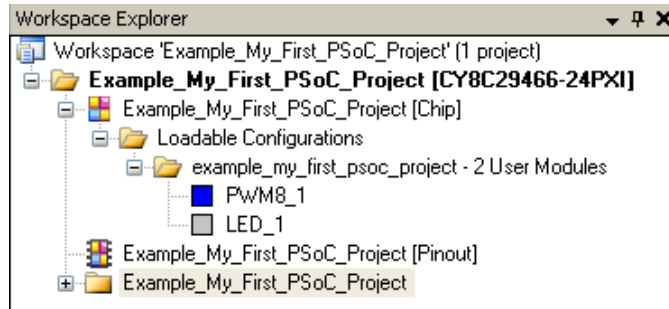 Workspace Explorer
Workspace 'Example_My_First_PSoC_Project' (1 project)
Example_My_First_PSoC_Project [CY8C29466-24PXI]
Example_My_First_PSoC_Project [Chip]
Loadable Configurations
example_my_first_psoc_project - 2 User Modules
PWM8_1
LED_1
Example_My_First_PSoC_Project [Pinout]
Example_My_First_PSoC_Project